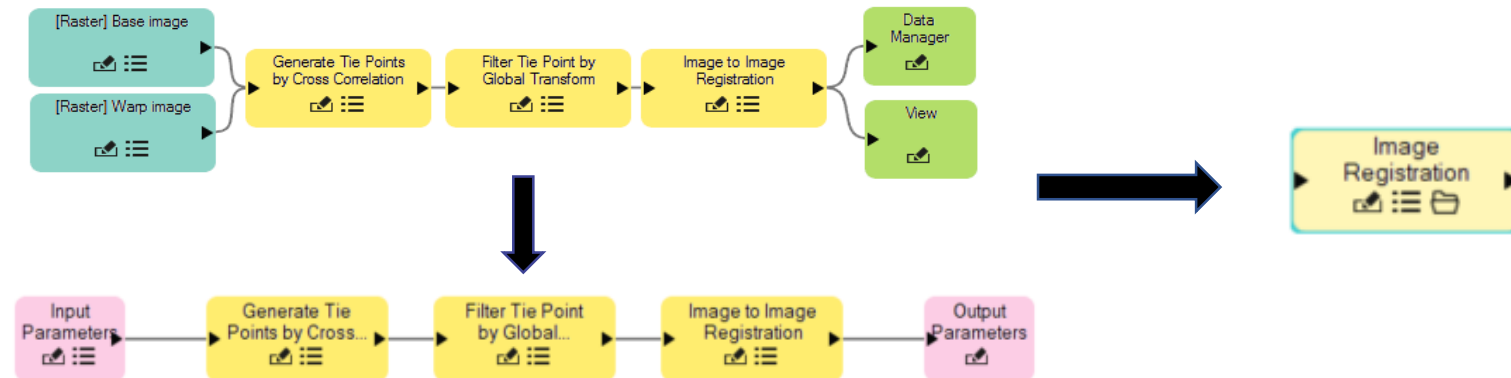 [Raster] Base image
[Raster] Warp image
Generate Tie Points
by Cross Correlation
Filter Tie Point by
Global Transform
Image to Image
Registration
Data
Manager
View
Image
Registration
Input
Parameters
Generate Tie
Points by Cross...
Filter Tie Point
by Global...
Image to Image
Registration
Output
Parameters